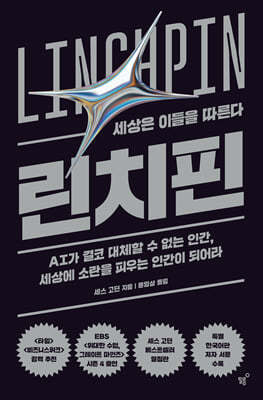 LINCHPIN
세상은 이들을 따른다
린치핀
AI가 결코 대체할 수 없는 인간,
세상에 소란을 피우는 인간이 되어라
세스 고딘 지음 | 윤영삼 옮김
<타임>
<비즈니스위크>
강력 추천
EBS
<위대한 수업,
그레이트 마인즈>
시즌 4 출연
세스 고딘
베스트셀러
결정판
특별
한국어판
저자 서문
수록